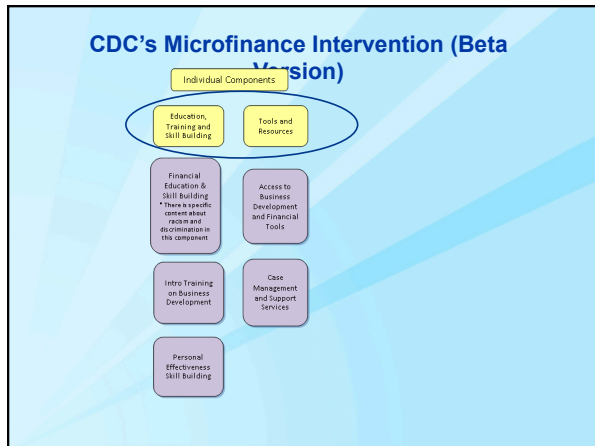 CDC's Microfinance Intervention (Beta
Version)
Individual Components
Education,
Training and
Skill Building
Tools and
Resources
Financial
Education &
Skill Building
* There is specific
content about
racism and
discrimination in
this component
Access to
Business
Development
and Financial
Tools
Intro Training
on Business
Development
Case
Management
and Support
Services
Personal
Effectiveness
Skill Building